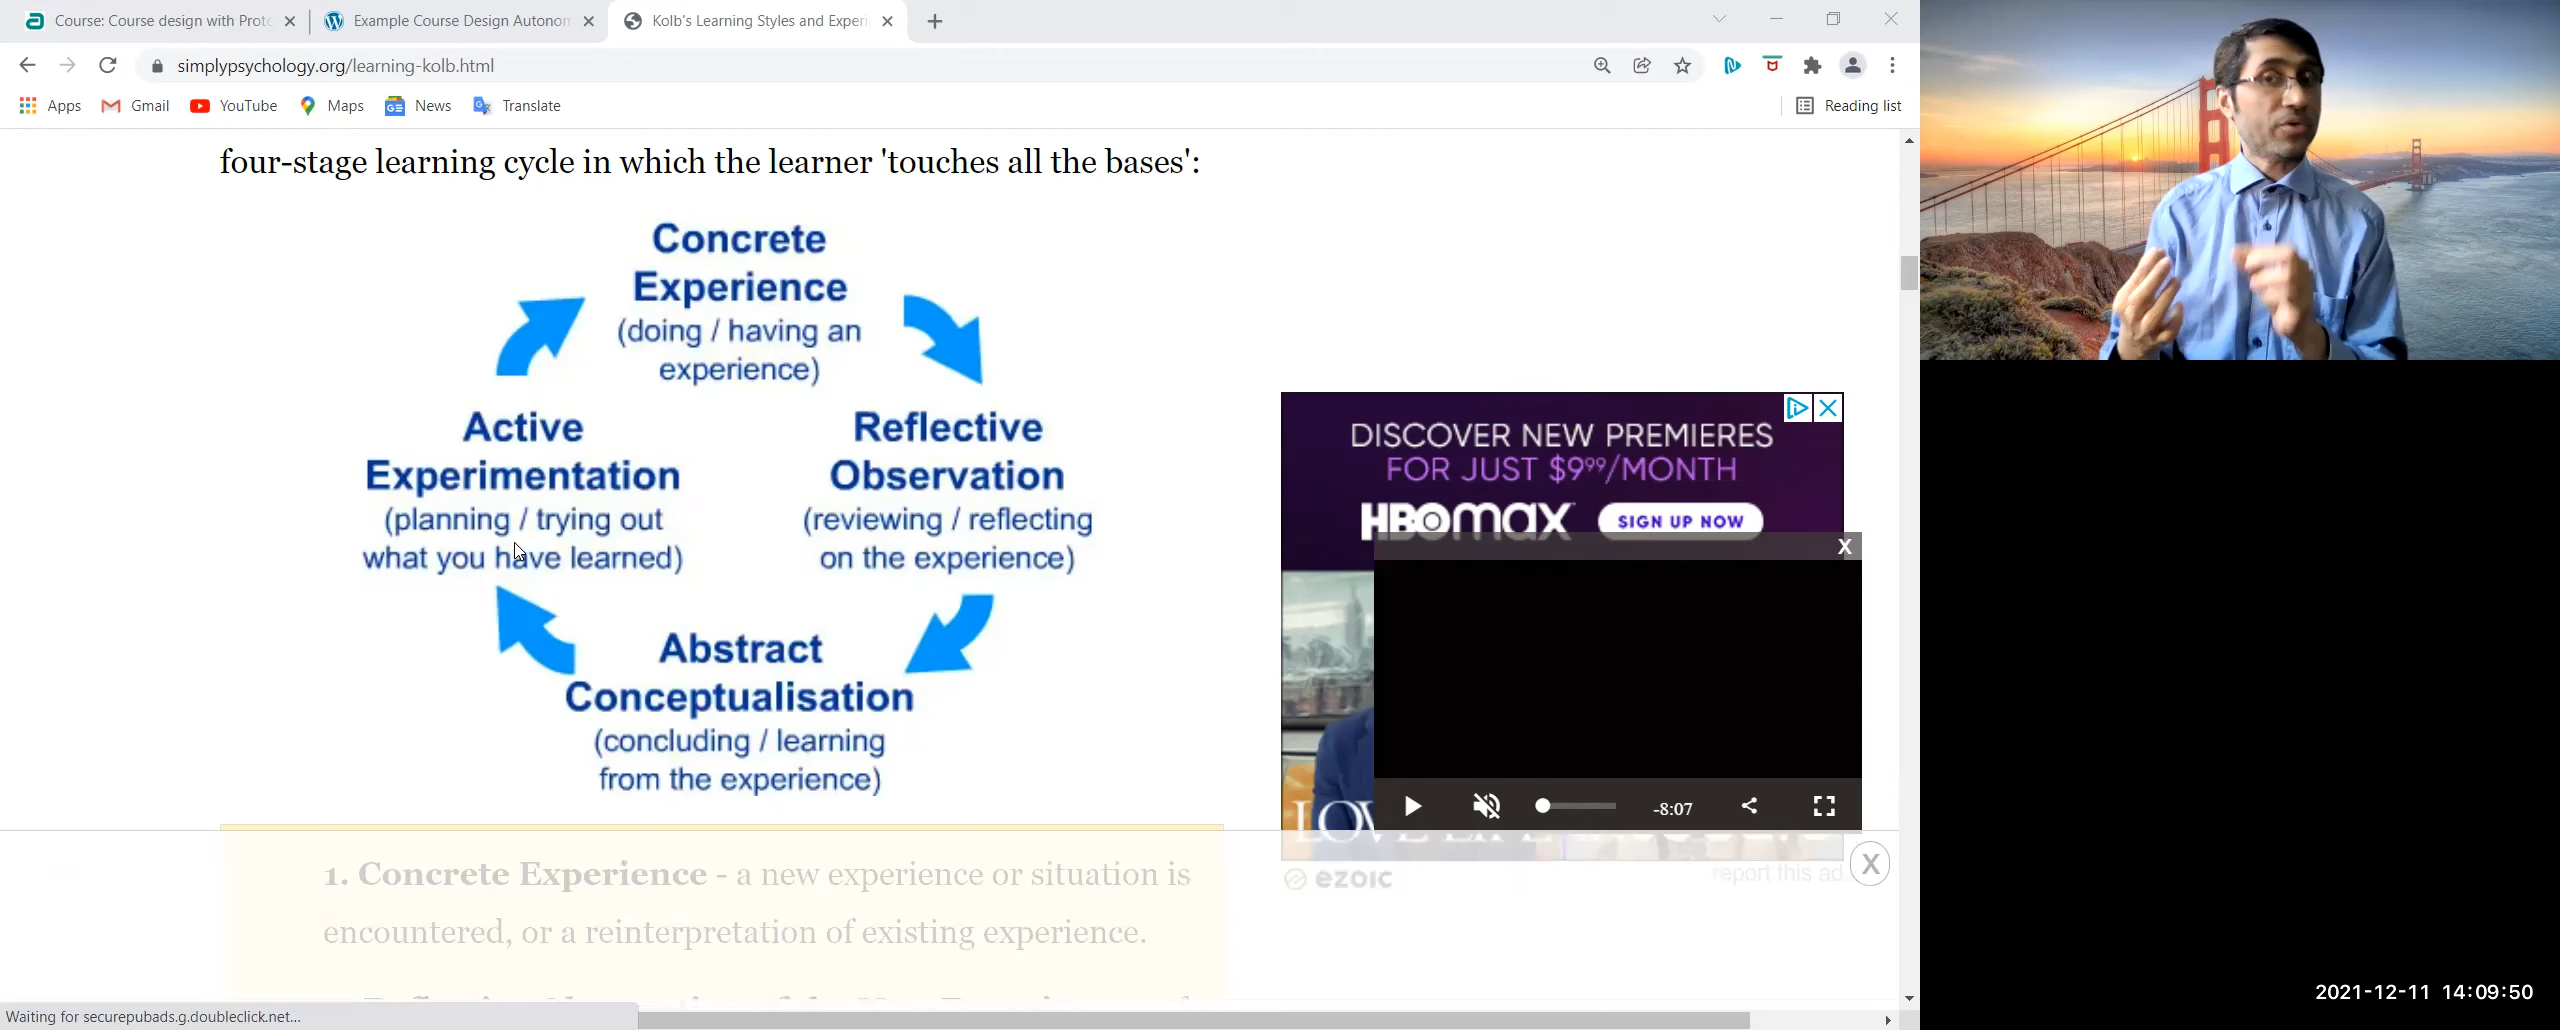 Course: Course design with Proto
Example Course Design Autonom
Kolb's Learning Styles and Experi
simplypsychology.org/learning-kolb.html
Apps
Gmail
YouTube
Maps
News
Translate
Reading list
four-stage learning cycle in which the learner 'touches all the bases':
Concrete
Experience
(doing / having an
experience)
Active
Experimentation
(planning / trying out
what you have learned)
Reflective
Observation
(reviewing / reflecting
on the experience)
Abstract
Conceptualisation
(concluding / learning
from the experience)
DISCOVER NEW PREMIERES
FOR JUST $9⁹⁹/MONTH
HBOmax SIGN UP NOW
X
-8:07
X
ezoic
report this ad
1. Concrete Experience - a new experience or situation is
encountered, or a reinterpretation of existing experience.
Waiting for securepubads.g.doubleclick.net...
2021-12-11 14:09:50